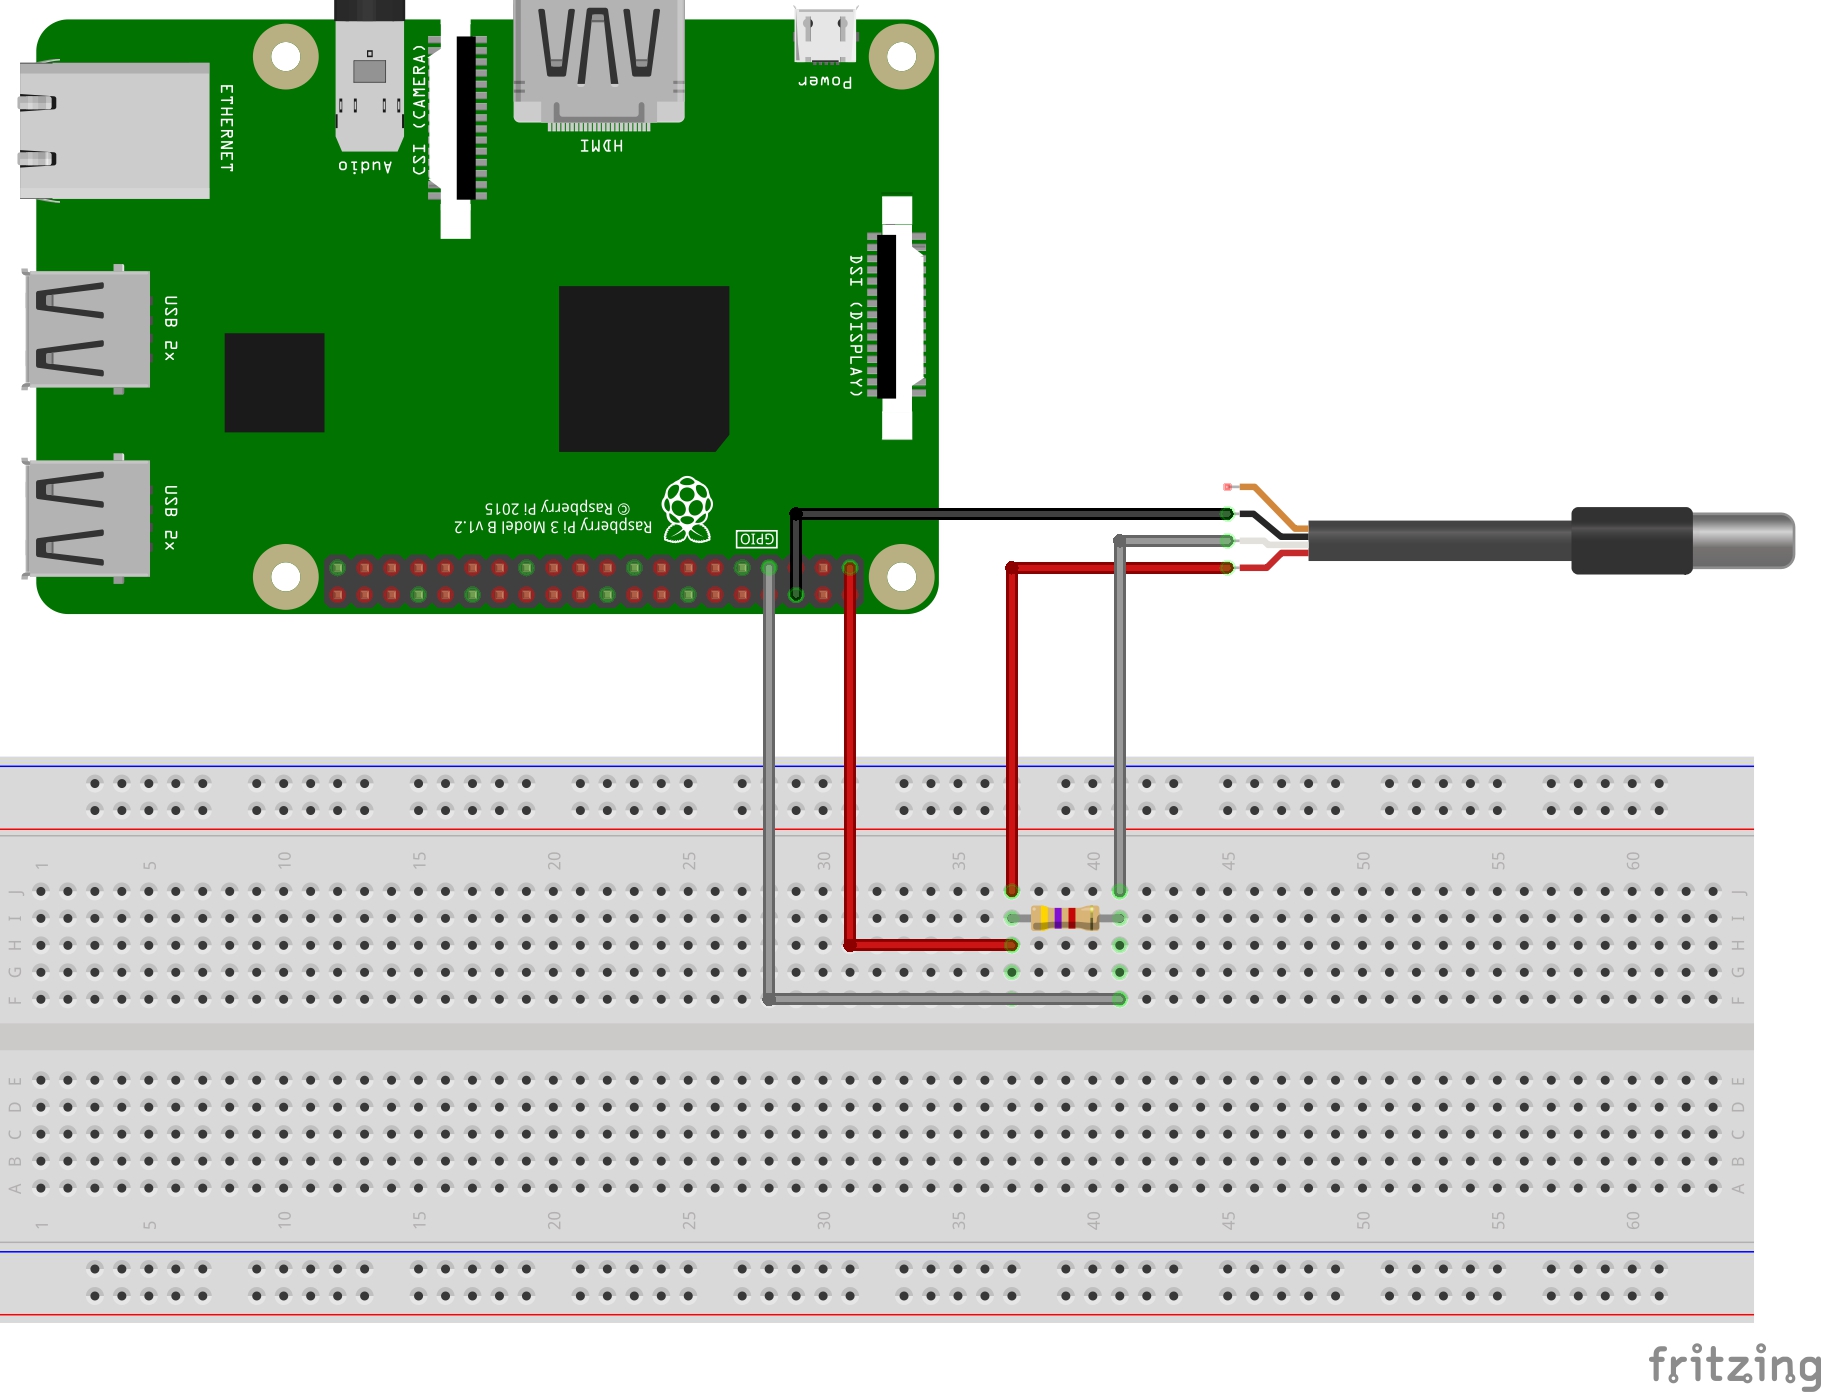 ETHERNET
Audio
CSI (CAMERA)
HDMI
Power
DSI (DISPLAY)
USB 2x
USB 2x
© Raspberry Pi 2015
Raspberry Pi 3 Model B v1.2
GPIO
1 5 10 15 20 25 30 35 40 45 50 55 60
J J
I I
H H
G G
F F
E E
D D
C C
B B
A A
1 5 10 15 20 25 30 35 40 45 50 55 60
fritzing